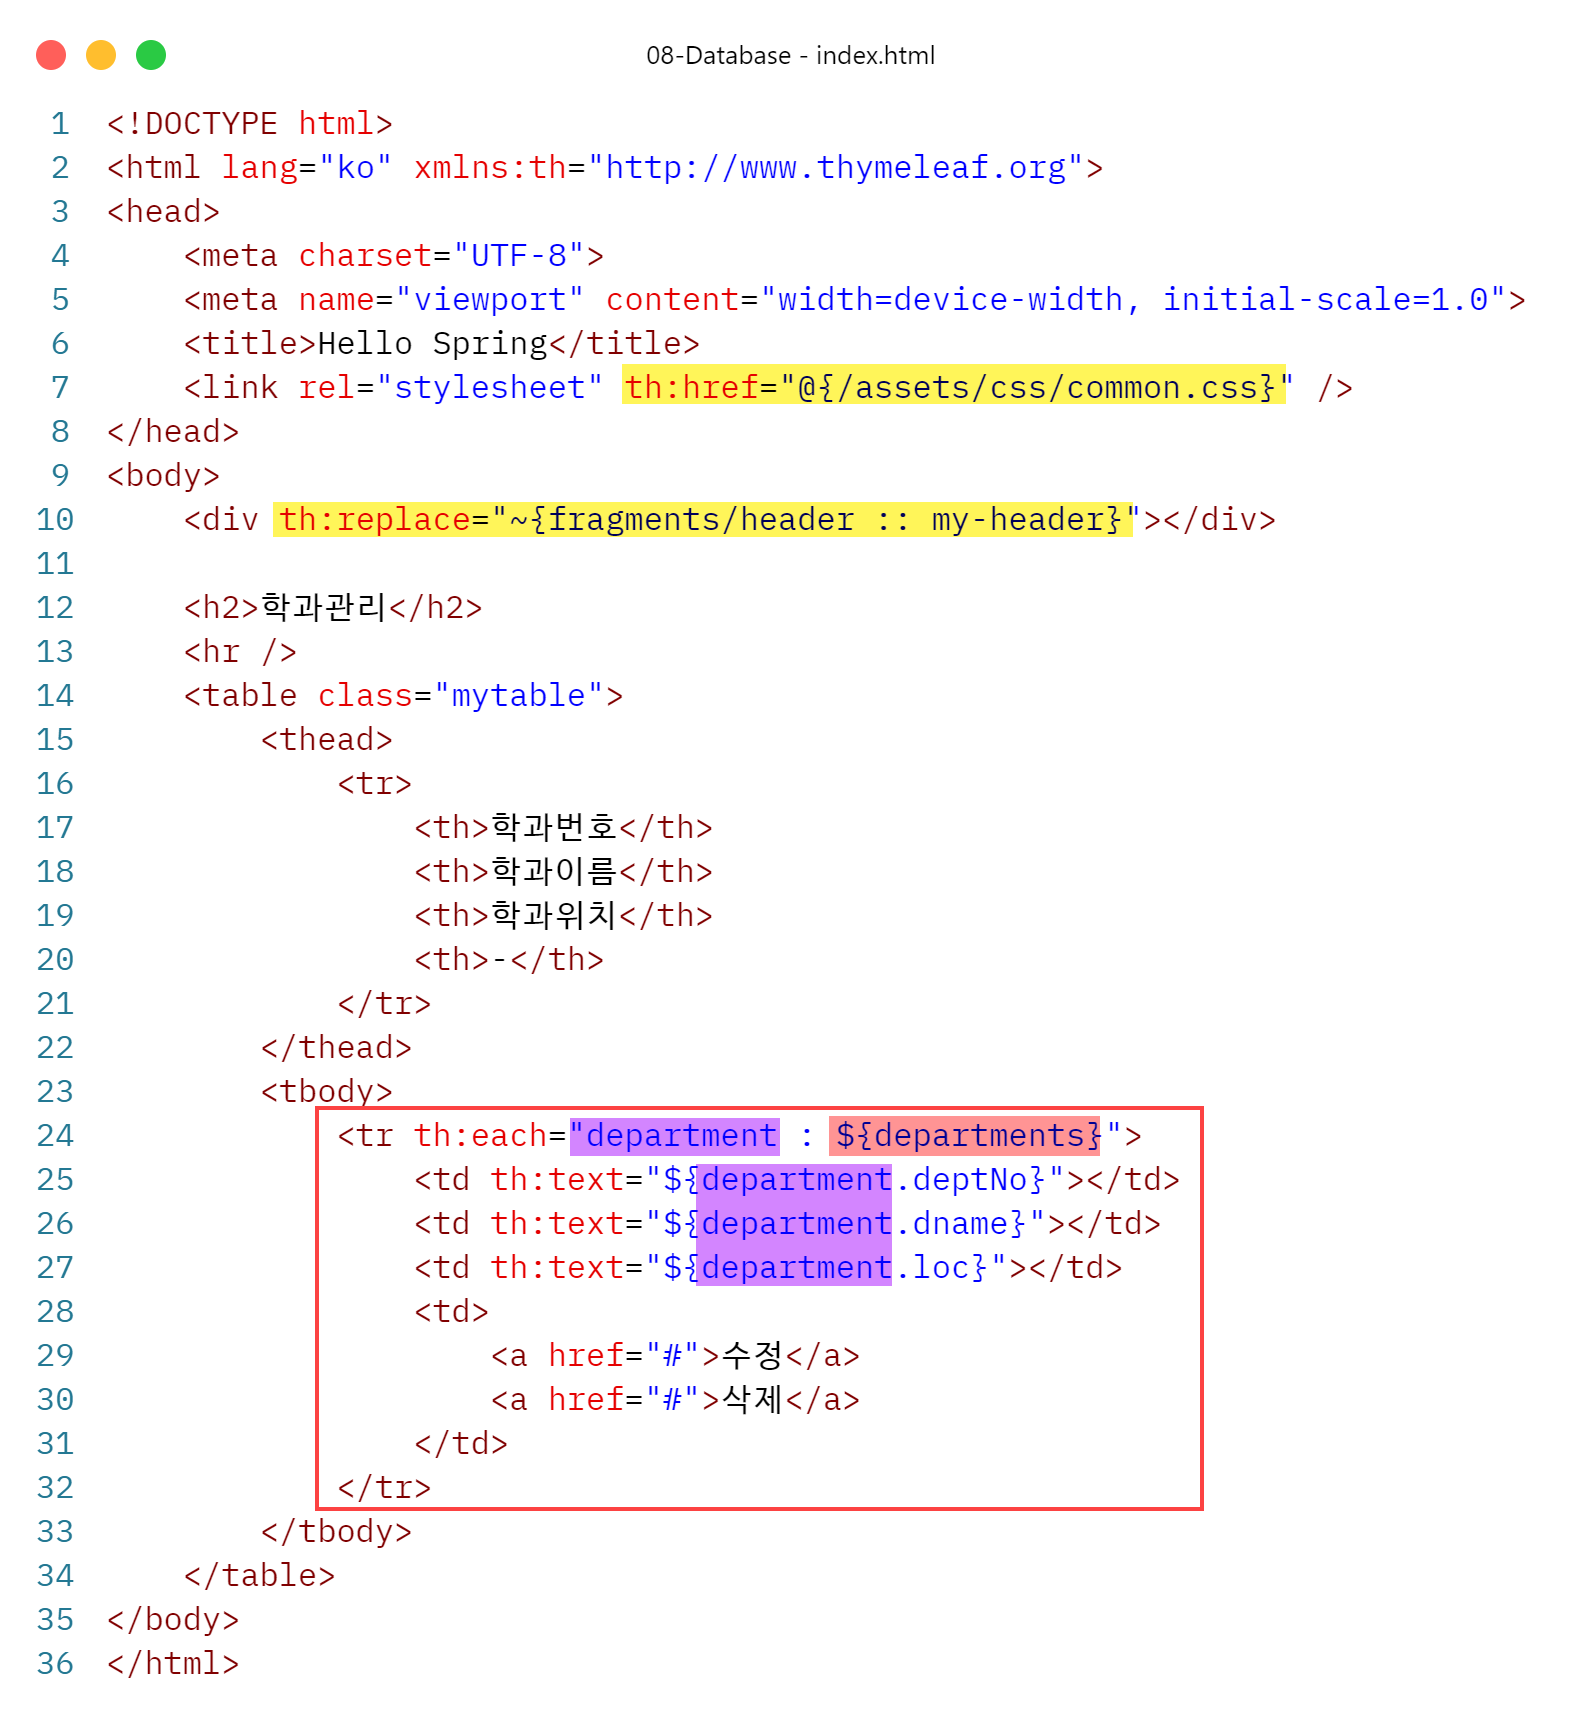 08-Database - index.html
1 <!DOCTYPE html>
2 <html lang="ko" xmlns:th="http://www.thymeleaf.org">
3 <head>
4     <meta charset="UTF-8">
5     <meta name="viewport" content="width=device-width, initial-scale=1.0">
6     <title>Hello Spring</title>
7     <link rel="stylesheet" th:href="@{/assets/css/common.css}" />
8 </head>
9 <body>
10     <div th:replace="~{fragments/header :: my-header}"></div>
11
12     <h2>학과관리</h2>
13     <hr />
14     <table class="mytable">
15         <thead>
16             <tr>
17                 <th>학과번호</th>
18                 <th>학과이름</th>
19                 <th>학과위치</th>
20                 <th>-</th>
21             </tr>
22         </thead>
23         <tbody>
24             <tr th:each="department : ${departments}">
25                 <td th:text="${department.deptNo}"></td>
26                 <td th:text="${department.dname}"></td>
27                 <td th:text="${department.loc}"></td>
28                 <td>
29                     <a href="#">수정</a>
30                     <a href="#">삭제</a>
31                 </td>
32             </tr>
33         </tbody>
34     </table>
35 </body>
36 </html>